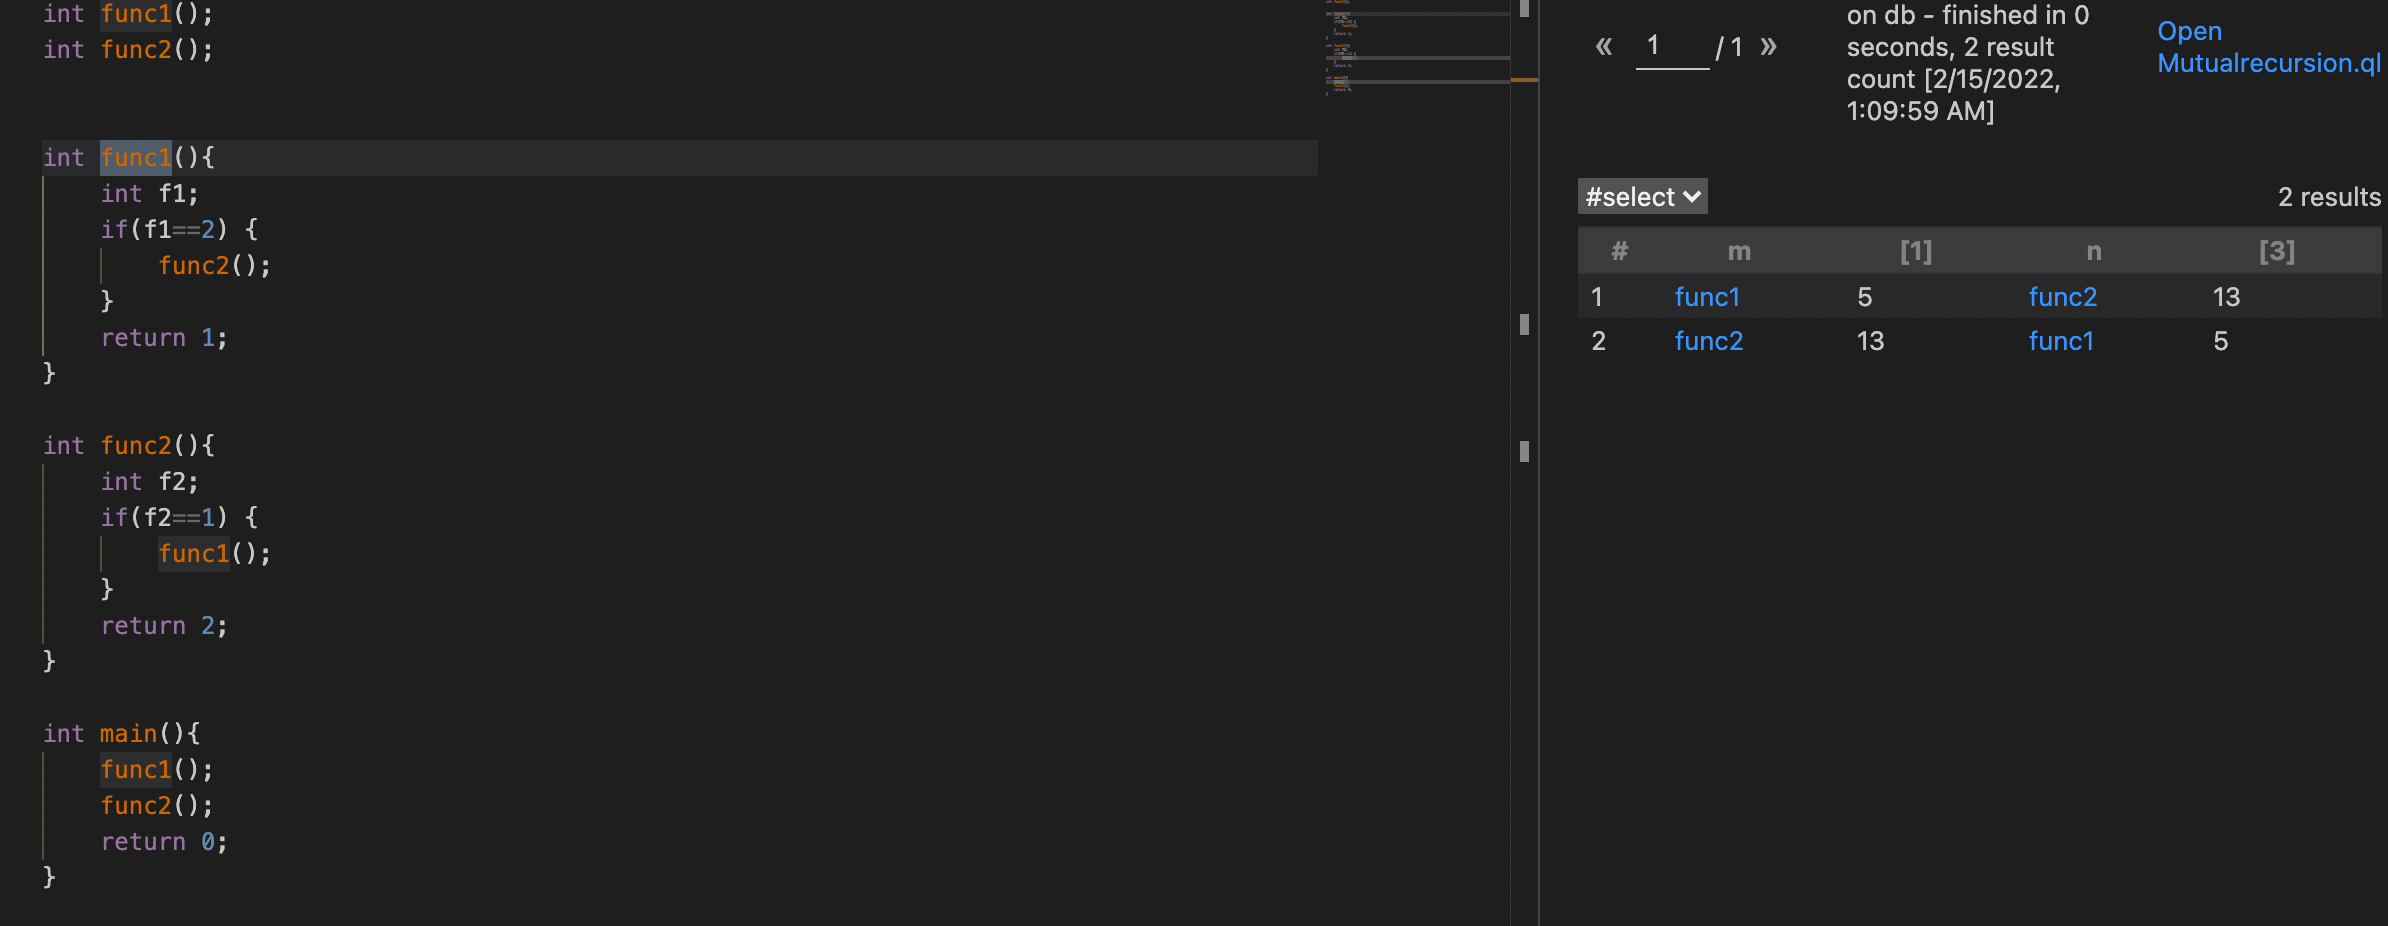 int func1();
int func2();
int func1(){
int f1;
if(f1==2) {
func2();
}
return 1;
}
int func2(){
int f2;
if(f2==1) {
func1();
}
return 2;
}
int main(){
func1();
func2();
return 0;
}
« 1 / 1 »
on db - finished in 0
seconds, 2 result
count [2/15/2022,
1:09:59 AM]
Open
Mutualrecursion.ql
#select
2 results
# m [1] n [3]
1 func1 5 func2 13
2 func2 13 func1 5